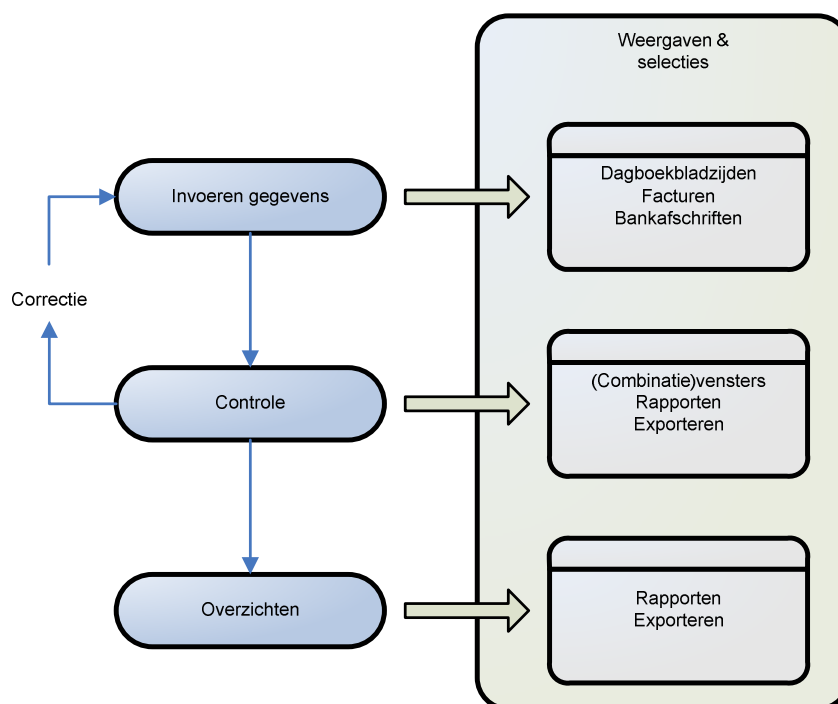 Weergaven &
selecties
Invoeren gegevens
Dagboekbladzijden
Facturen
Bankafschriften
Correctie
Controle
(Combinatie)vensters
Rapporten
Exporteren
Overzichten
Rapporten
Exporteren